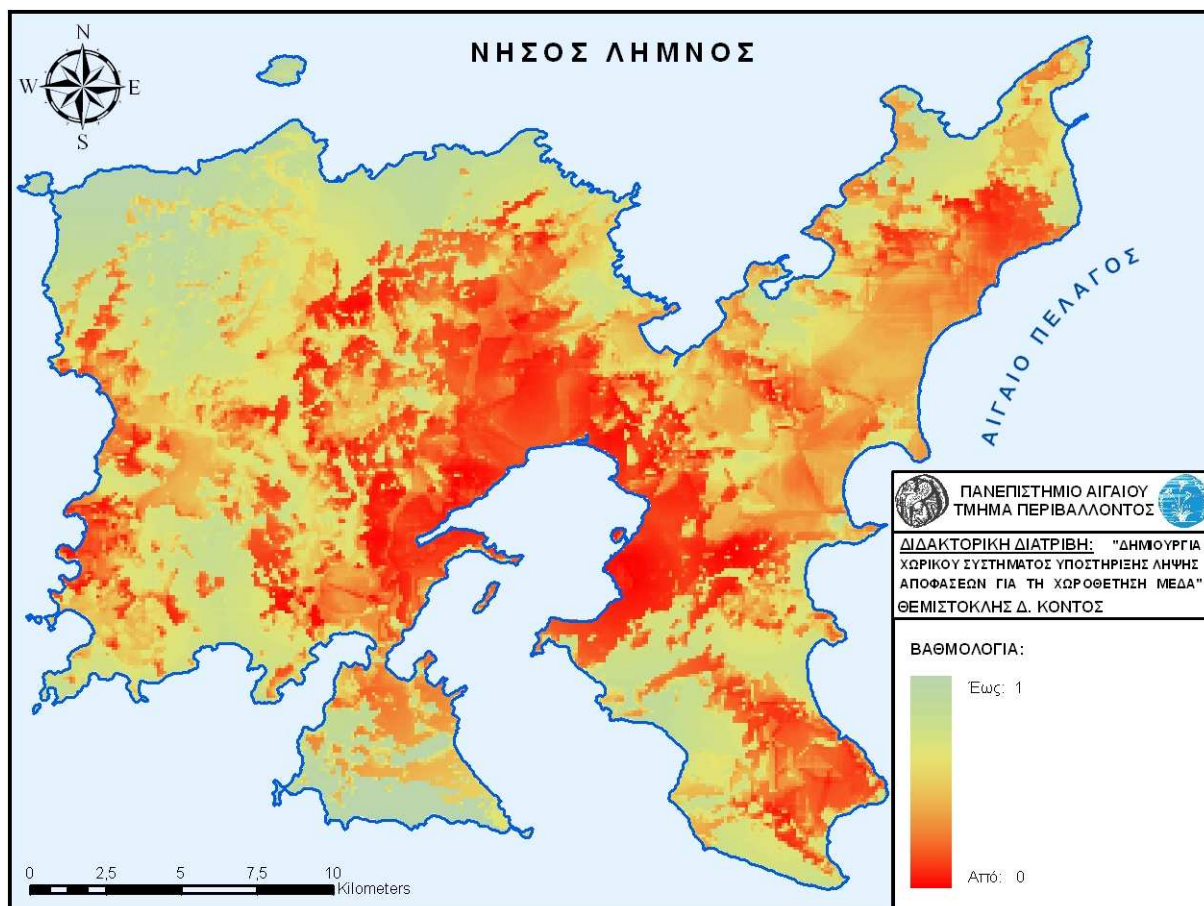 ΝΗΣΟΣ ΛΗΜΝΟΣ
N
W E
S
ΑΙΓΑΙΟ ΠΕΛΑΓΟΣ
ΠΑΝΕΠΙΣΤΗΜΙΟ ΑΙΓΑΙΟΥ
ΤΜΗΜΑ ΠΕΡΙΒΑΛΛΟΝΤΟΣ
ΔΙΔΑΚΤΟΡΙΚΗ ΔΙΑΤΡΙΒΗ: "ΔΗΜΙΟΥΡΓΙΑ
ΧΩΡΙΚΟΥ ΣΥΣΤΗΜΑΤΟΣ ΥΠΟΣΤΗΡΙΞΗΣ ΛΗΨΗΣ
ΑΠΟΦΑΣΕΩΝ ΓΙΑ ΤΗ ΧΩΡΟΘΕΤΗΣΗ ΜΕΔΑ"
ΘΕΜΙΣΤΟΚΛΗΣ Δ. ΚΟΝΤΟΣ
ΒΑΘΜΟΛΟΓΙΑ:
Έως: 1
Από: 0
0 2,5 5 7,5 10
Kilometers